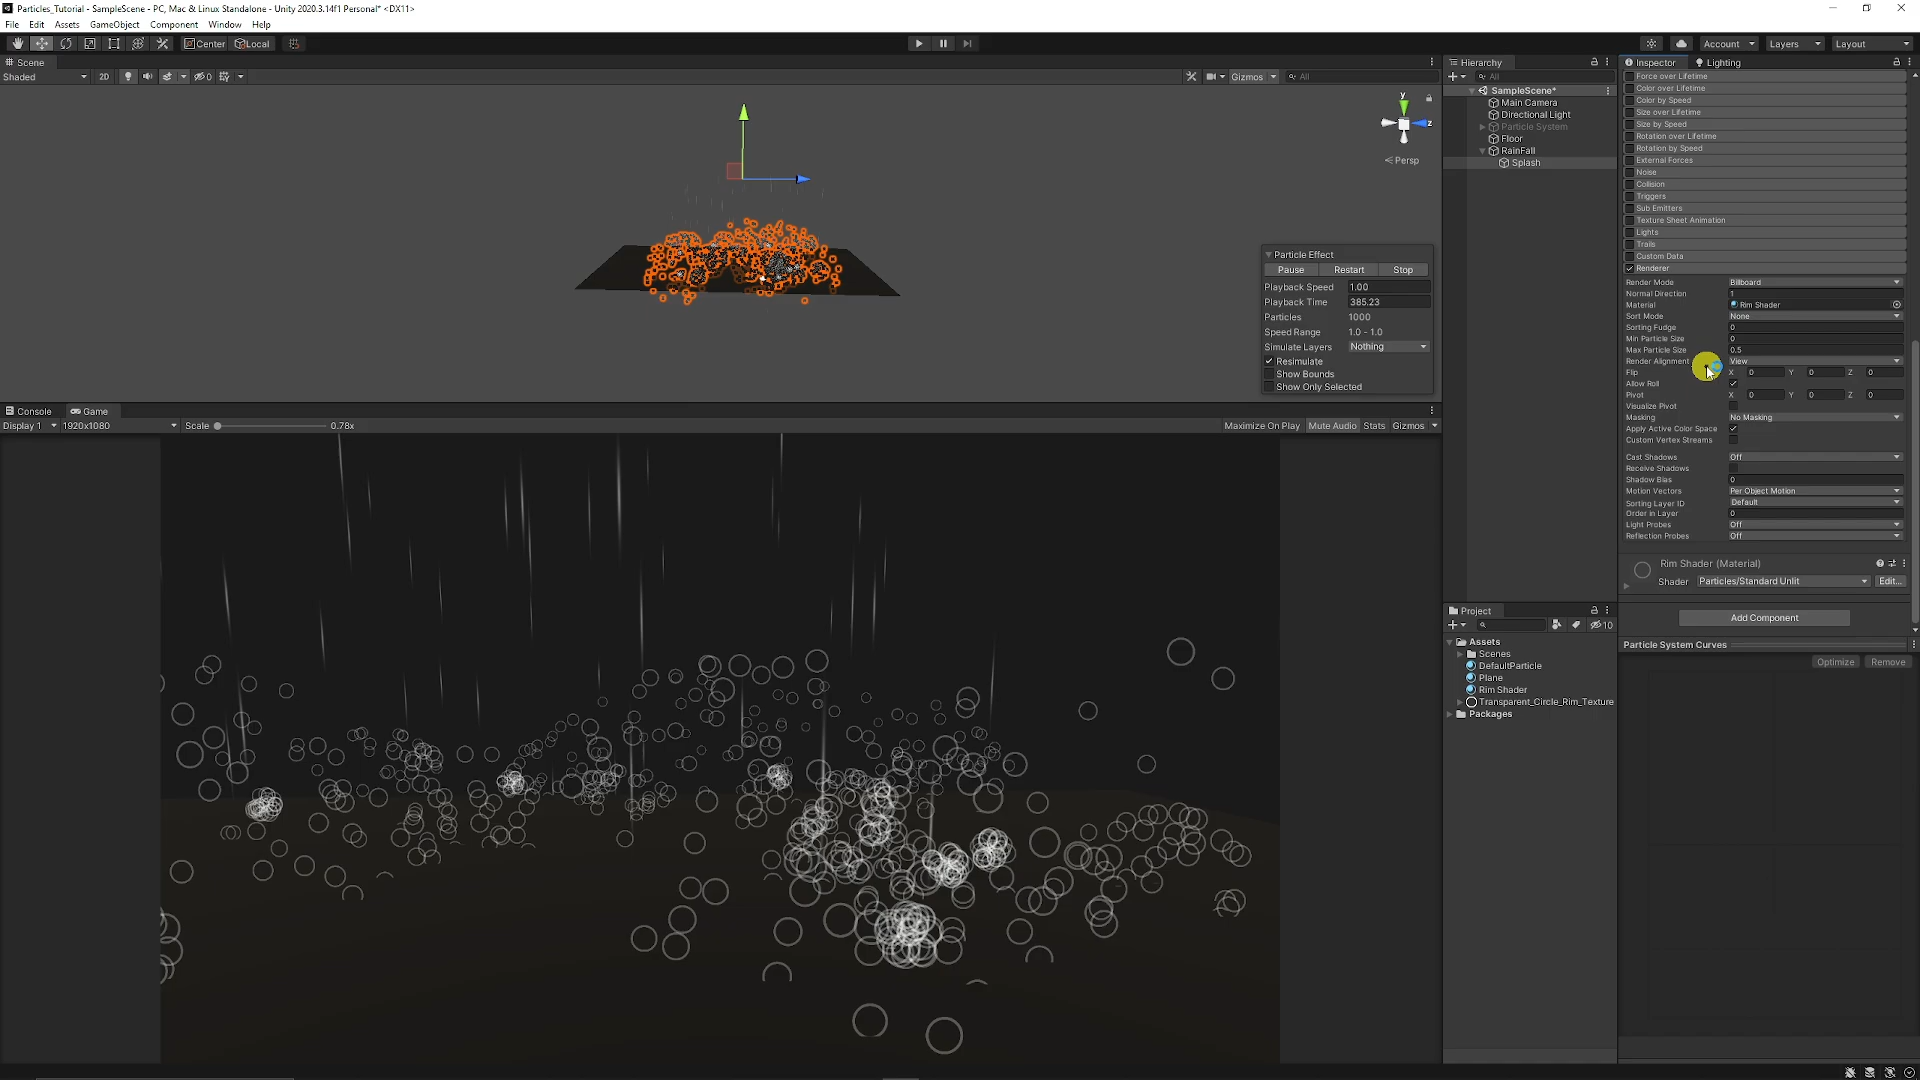 Particles_Tutorial - SampleScene - PC, Mac & Linux Standalone - Unity 2020.3.14f1 Personal* <DX11>
File Edit Assets GameObject Component Window Help
Center Local Account Layers Layout
Scene
Shaded 2D 0 Gizmos All
y
z
Persp
Particle Effect
Pause Restart Stop
Playback Speed 1.00
Playback Time 385.23
Particles 1000
Speed Range 1.0 - 1.0
Simulate Layers Nothing
Resimulate
Show Bounds
Show Only Selected
Console Game
Display 1 1920x1080 Scale 0.78x Maximize On Play Mute Audio Stats Gizmos
Hierarchy
All
SampleScene*
Main Camera
Directional Light
Particle System
Floor
RainFall
Splash
Project
10
Assets
Scenes
DefaultParticle
Plane
Rim Shader
Transparent_Circle_Rim_Texture
Packages
Inspector Lighting
Force over Lifetime
Color over Lifetime
Color by Speed
Size over Lifetime
Size by Speed
Rotation over Lifetime
Rotation by Speed
External Forces
Noise
Collision
Triggers
Sub Emitters
Texture Sheet Animation
Lights
Trails
Custom Data
Renderer
Render Mode Billboard
Normal Direction 1
Material Rim Shader
Sort Mode None
Sorting Fudge 0
Min Particle Size 0
Max Particle Size 0.5
Render Alignment View
Flip X 0 Y 0 Z 0
Allow Roll
Pivot X 0 Y 0 Z 0
Visualize Pivot
Masking No Masking
Apply Active Color Space
Custom Vertex Streams
Cast Shadows Off
Receive Shadows
Shadow Bias 0
Motion Vectors Per Object Motion
Sorting Layer ID Default
Order in Layer 0
Light Probes Off
Reflection Probes Off
Rim Shader (Material)
Shader Particles/Standard Unlit Edit...
Add Component
Particle System Curves
Optimize Remove